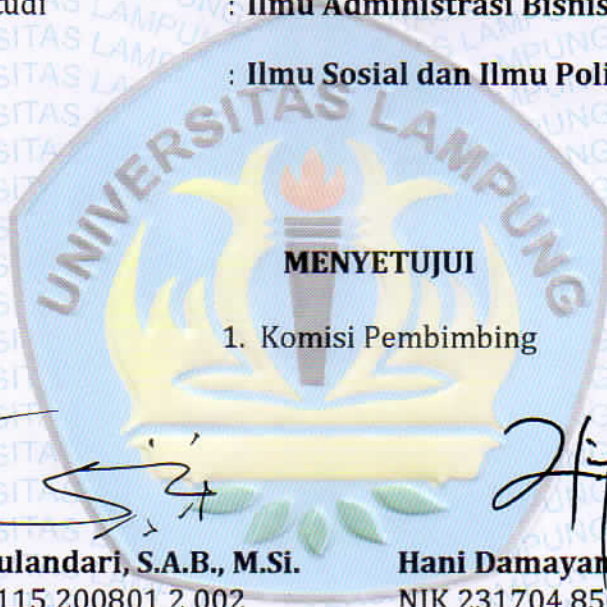 tudi : Ilmu Administrasi Bisnis
: Ilmu Sosial dan Ilmu Poli
UNIVERSITAS LAMPUNG
MENYETUJUI
1. Komisi Pembimbing
ulandari, S.A.B., M.Si. Hani Damayan
115 200801 2 002 NIK 231704 85